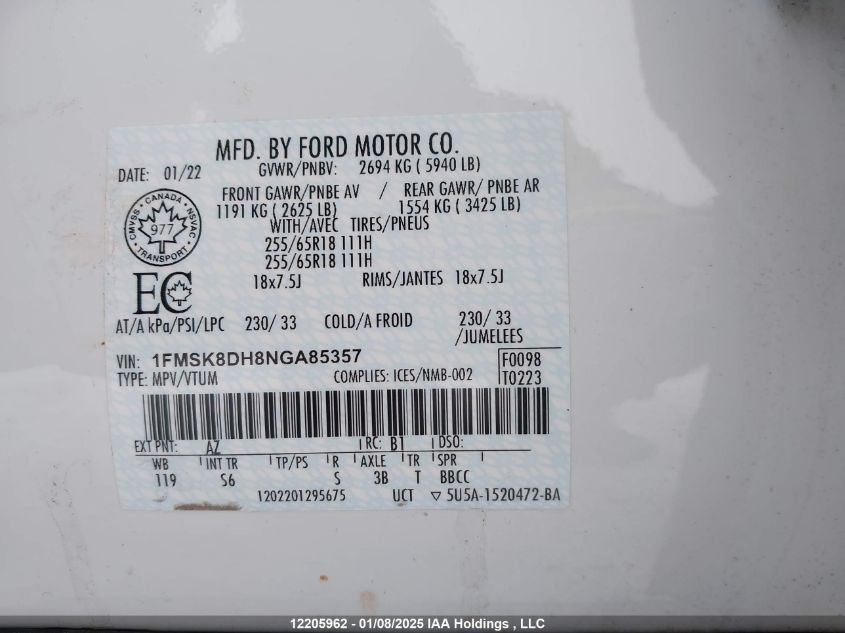 MFD. BY FORD MOTOR CO.
DATE: 01/22
GVWR/PNBV: 2694 KG ( 5940 LB)
FRONT GAWR/PNBE AV / REAR GAWR/ PNBE AR
1191 KG ( 2625 LB) 1554 KG ( 3425 LB)
WITH/AVEC TIRES/PNEUS
255/65R18 111H
255/65R18 111H
18x7.5J RIMS/JANTES 18x7.5J
CANADA
CMVSS NSVAC
977
TRANSPORT
EC
AT/A kPa/PSI/LPC 230/ 33 COLD/A FROID 230/ 33
/JUMELEES
VIN: 1FMSK8DH8NGA85357 F0098
TYPE: MPV/VTUM COMPLIES: ICES/NMB-002 T0223
EXT PNT: AZ RC: B1 DSO:
WB INT TR TP/PS R AXLE TR SPR
119 S6 S 3B T BBCC
1202201295675 UCT ▽ 5U5A-1520472-BA
12205962 - 01/08/2025 IAA Holdings , LLC